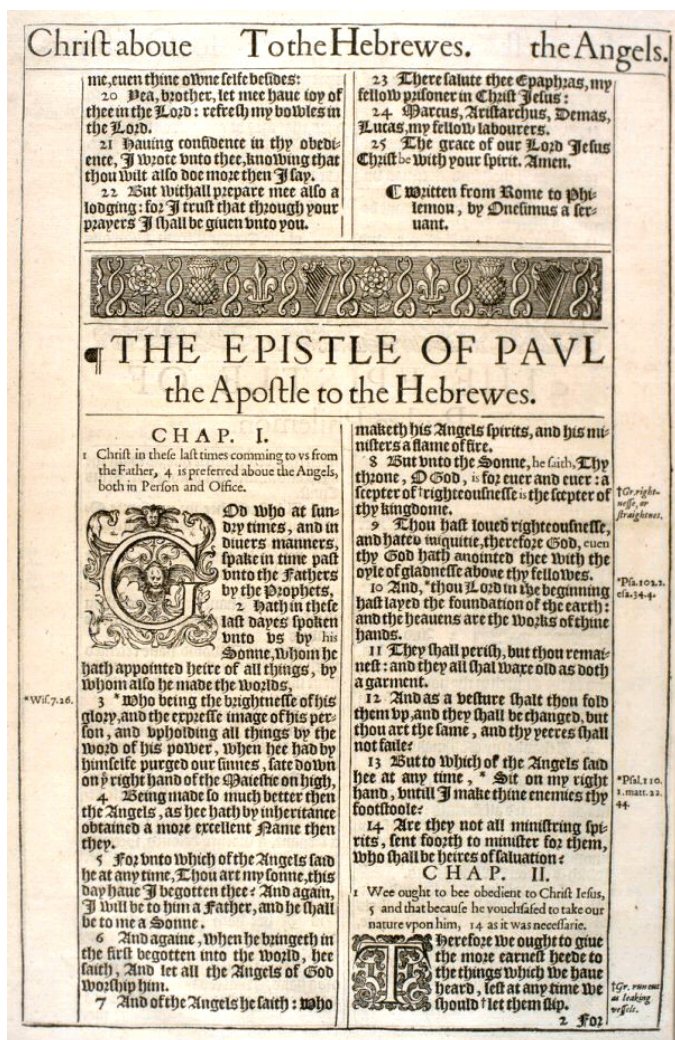 Christ aboue To the Hebrewes. the Angels.
me, euen thine owne selfe besides:
20 Yea, brother, let mee haue ioy of
thee in the Lord: refresh my bowles in
the Lord.
21 Hauing confidence in thy obedi-
ence, I wrote vnto thee, knowing that
thou wilt also doe more then I say.
22 But withall prepare mee also a
lodging: for I trust that through your
prayers I shall be giuen vnto you.
23 There salute thee Epaphras, my
fellow prisoner in Christ Jesus:
24 Marcus, Aristarchus, Demas,
Lucas, my fellow labourers.
25 The grace of our Lord Jesus
Christ be with your spirit. Amen.
¶ Written from Rome to Phi-
lemon, by Onesimus a ser-
uant.
¶ THE EPISTLE OF PAVL
the Apostle to the Hebrewes.
CHAP. I.
1 Christ in these last times comming to vs from
the Father, 4 is preferred aboue the Angels,
both in Person and Office.
GOd who at sun-
dry times, and in
diuers manners,
spake in time past
vnto the Fathers
by the Prophets,
2 Hath in these
last dayes spoken
vnto vs by his
Sonne, whom he
hath appointed heire of all things, by
whom also he made the worlds,
*Wis.7.26.
3 *Who being the brightnesse of his
glory, and the expresse image of his per-
son, and vpholding all things by the
word of his power, when hee had by
himselfe purged our sinnes, sate down
on yͤ right hand of the Maiestie on high,
4 Being made so much better then
the Angels, as hee hath by inheritance
obtained a more excellent Name then
they.
5 For vnto which of the Angels said
he at any time, Thou art my sonne, this
day haue I begotten thee? And again,
I will be to him a Father, and he shall
be to me a Sonne.
6 And againe, when he bringeth in
the first begotten into the world, hee
saith, And let all the Angels of God
worship him.
7 And of the Angels he saith: Who
maketh his Angels spirits, and his mi-
nisters a flame of fire.
8 But vnto the Sonne, he saith, Thy
throne, O God, is for euer and euer: a
scepter of †righteousnesse is the scepter of
thy kingdome.
†Gr. right-
nesse, or
straightnes.
9 Thou hast loued righteousnesse,
and hated iniquitie, therefore God, euen
thy God hath anointed thee with the
oyle of gladnesse aboue thy fellowes.
10 And, *thou Lord in the beginning
hast layed the foundation of the earth:
and the heauens are the works of thine
hands.
*Psa.102.2.
esa.34.4.
11 They shall perish, but thou remai-
nest: and they all shal waxe old as doth
a garment.
12 And as a vesture shalt thou fold
them vp, and they shall be changed, but
thou art the same, and thy yeeres shall
not faile?
13 But to which of the Angels said
hee at any time, * Sit on my right
hand, vntill I make thine enemies thy
footstoole?
*Psal.110.
1.matt.22.
44.
14 Are they not all ministring spi-
rits, sent foorth to minister for them,
who shall be heires of saluation?
CHAP. II.
1 Wee ought to bee obedient to Christ Iesus,
5 and that because he vouchsafed to take our
nature vpon him, 14 as it was necessarie.
THerefore we ought to giue
the more earnest heede to
the things which we haue
heard, lest at any time we
should †let them slip.
†Gr. run out
as leaking
vessels.
2 For